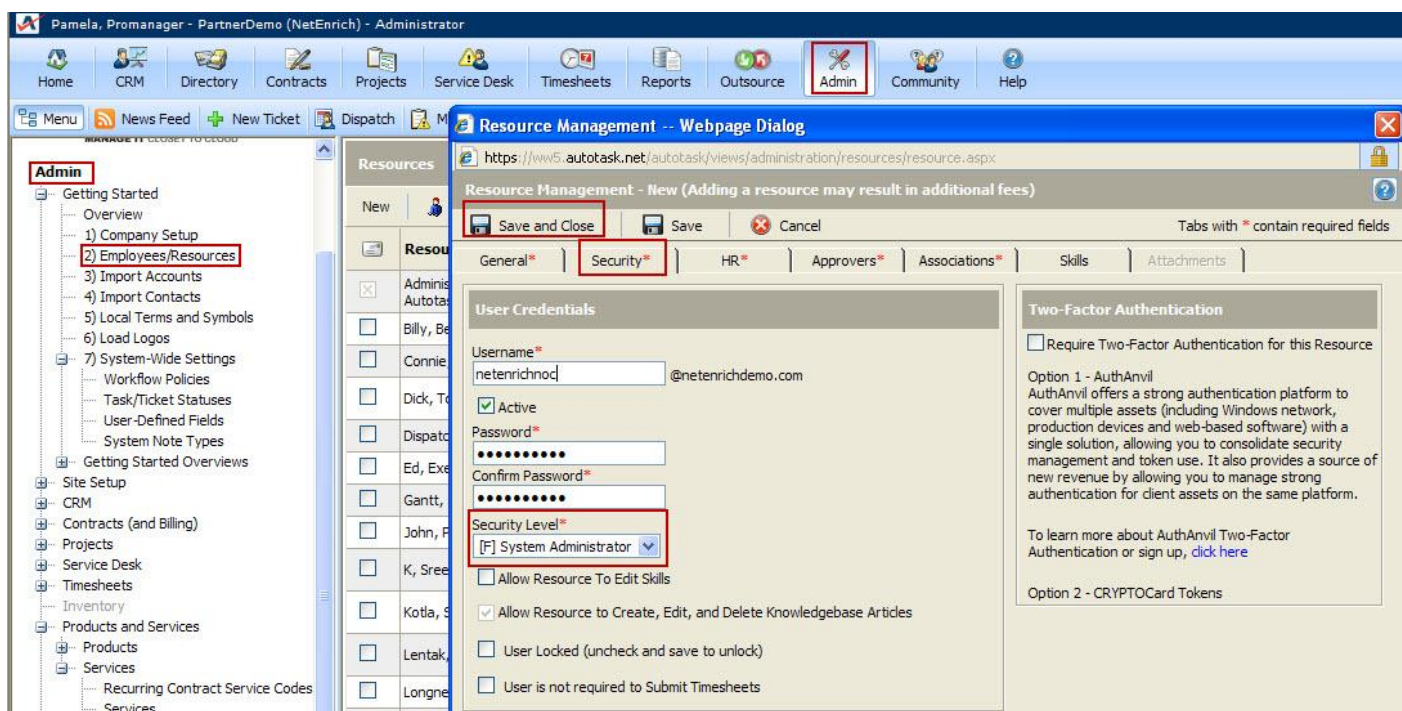 Pamela, Promanager - PartnerDemo (NetEnrich) - Administrator
Home CRM Directory Contracts Projects Service Desk Timesheets Reports Outsource Admin Community Help
Menu News Feed New Ticket Dispatch M
MANAGE IT CLOSET TO CLOUD
Admin
Getting Started
Overview
1) Company Setup
2) Employees/Resources
3) Import Accounts
4) Import Contacts
5) Local Terms and Symbols
6) Load Logos
7) System-Wide Settings
Workflow Policies
Task/Ticket Statuses
User-Defined Fields
System Note Types
Getting Started Overviews
Site Setup
CRM
Contracts (and Billing)
Projects
Service Desk
Timesheets
Inventory
Products and Services
Products
Services
Recurring Contract Service Codes
Services
Resources
New
Resou
Adminis
Autotas
Billy, Be
Connie,
Dick, To
Dispatc
Ed, Exe
Gantt,
John, P
K, Sree
Kotla, S
Lentak,
Longne
Resource Management -- Webpage Dialog
https://ww5.autotask.net/autotask/views/administration/resources/resource.aspx
Resource Management - New (Adding a resource may result in additional fees)
Save and Close Save Cancel Tabs with * contain required fields
General* Security* HR* Approvers* Associations* Skills Attachments
User Credentials
Username*
netenrichnoc @netenrichdemo.com
Active
Password*
••••••••••
Confirm Password*
••••••••••
Security Level*
[F] System Administrator
Allow Resource To Edit Skills
Allow Resource to Create, Edit, and Delete Knowledgebase Articles
User Locked (uncheck and save to unlock)
User is not required to Submit Timesheets
Two-Factor Authentication
Require Two-Factor Authentication for this Resource
Option 1 - AuthAnvil
AuthAnvil offers a strong authentication platform to
cover multiple assets (including Windows network,
production devices and web-based software) with a
single solution, allowing you to consolidate security
management and token use. It also provides a source of
new revenue by allowing you to manage strong
authentication for client assets on the same platform.
To learn more about AuthAnvil Two-Factor
Authentication or sign up, click here
Option 2 - CRYPTOCard Tokens